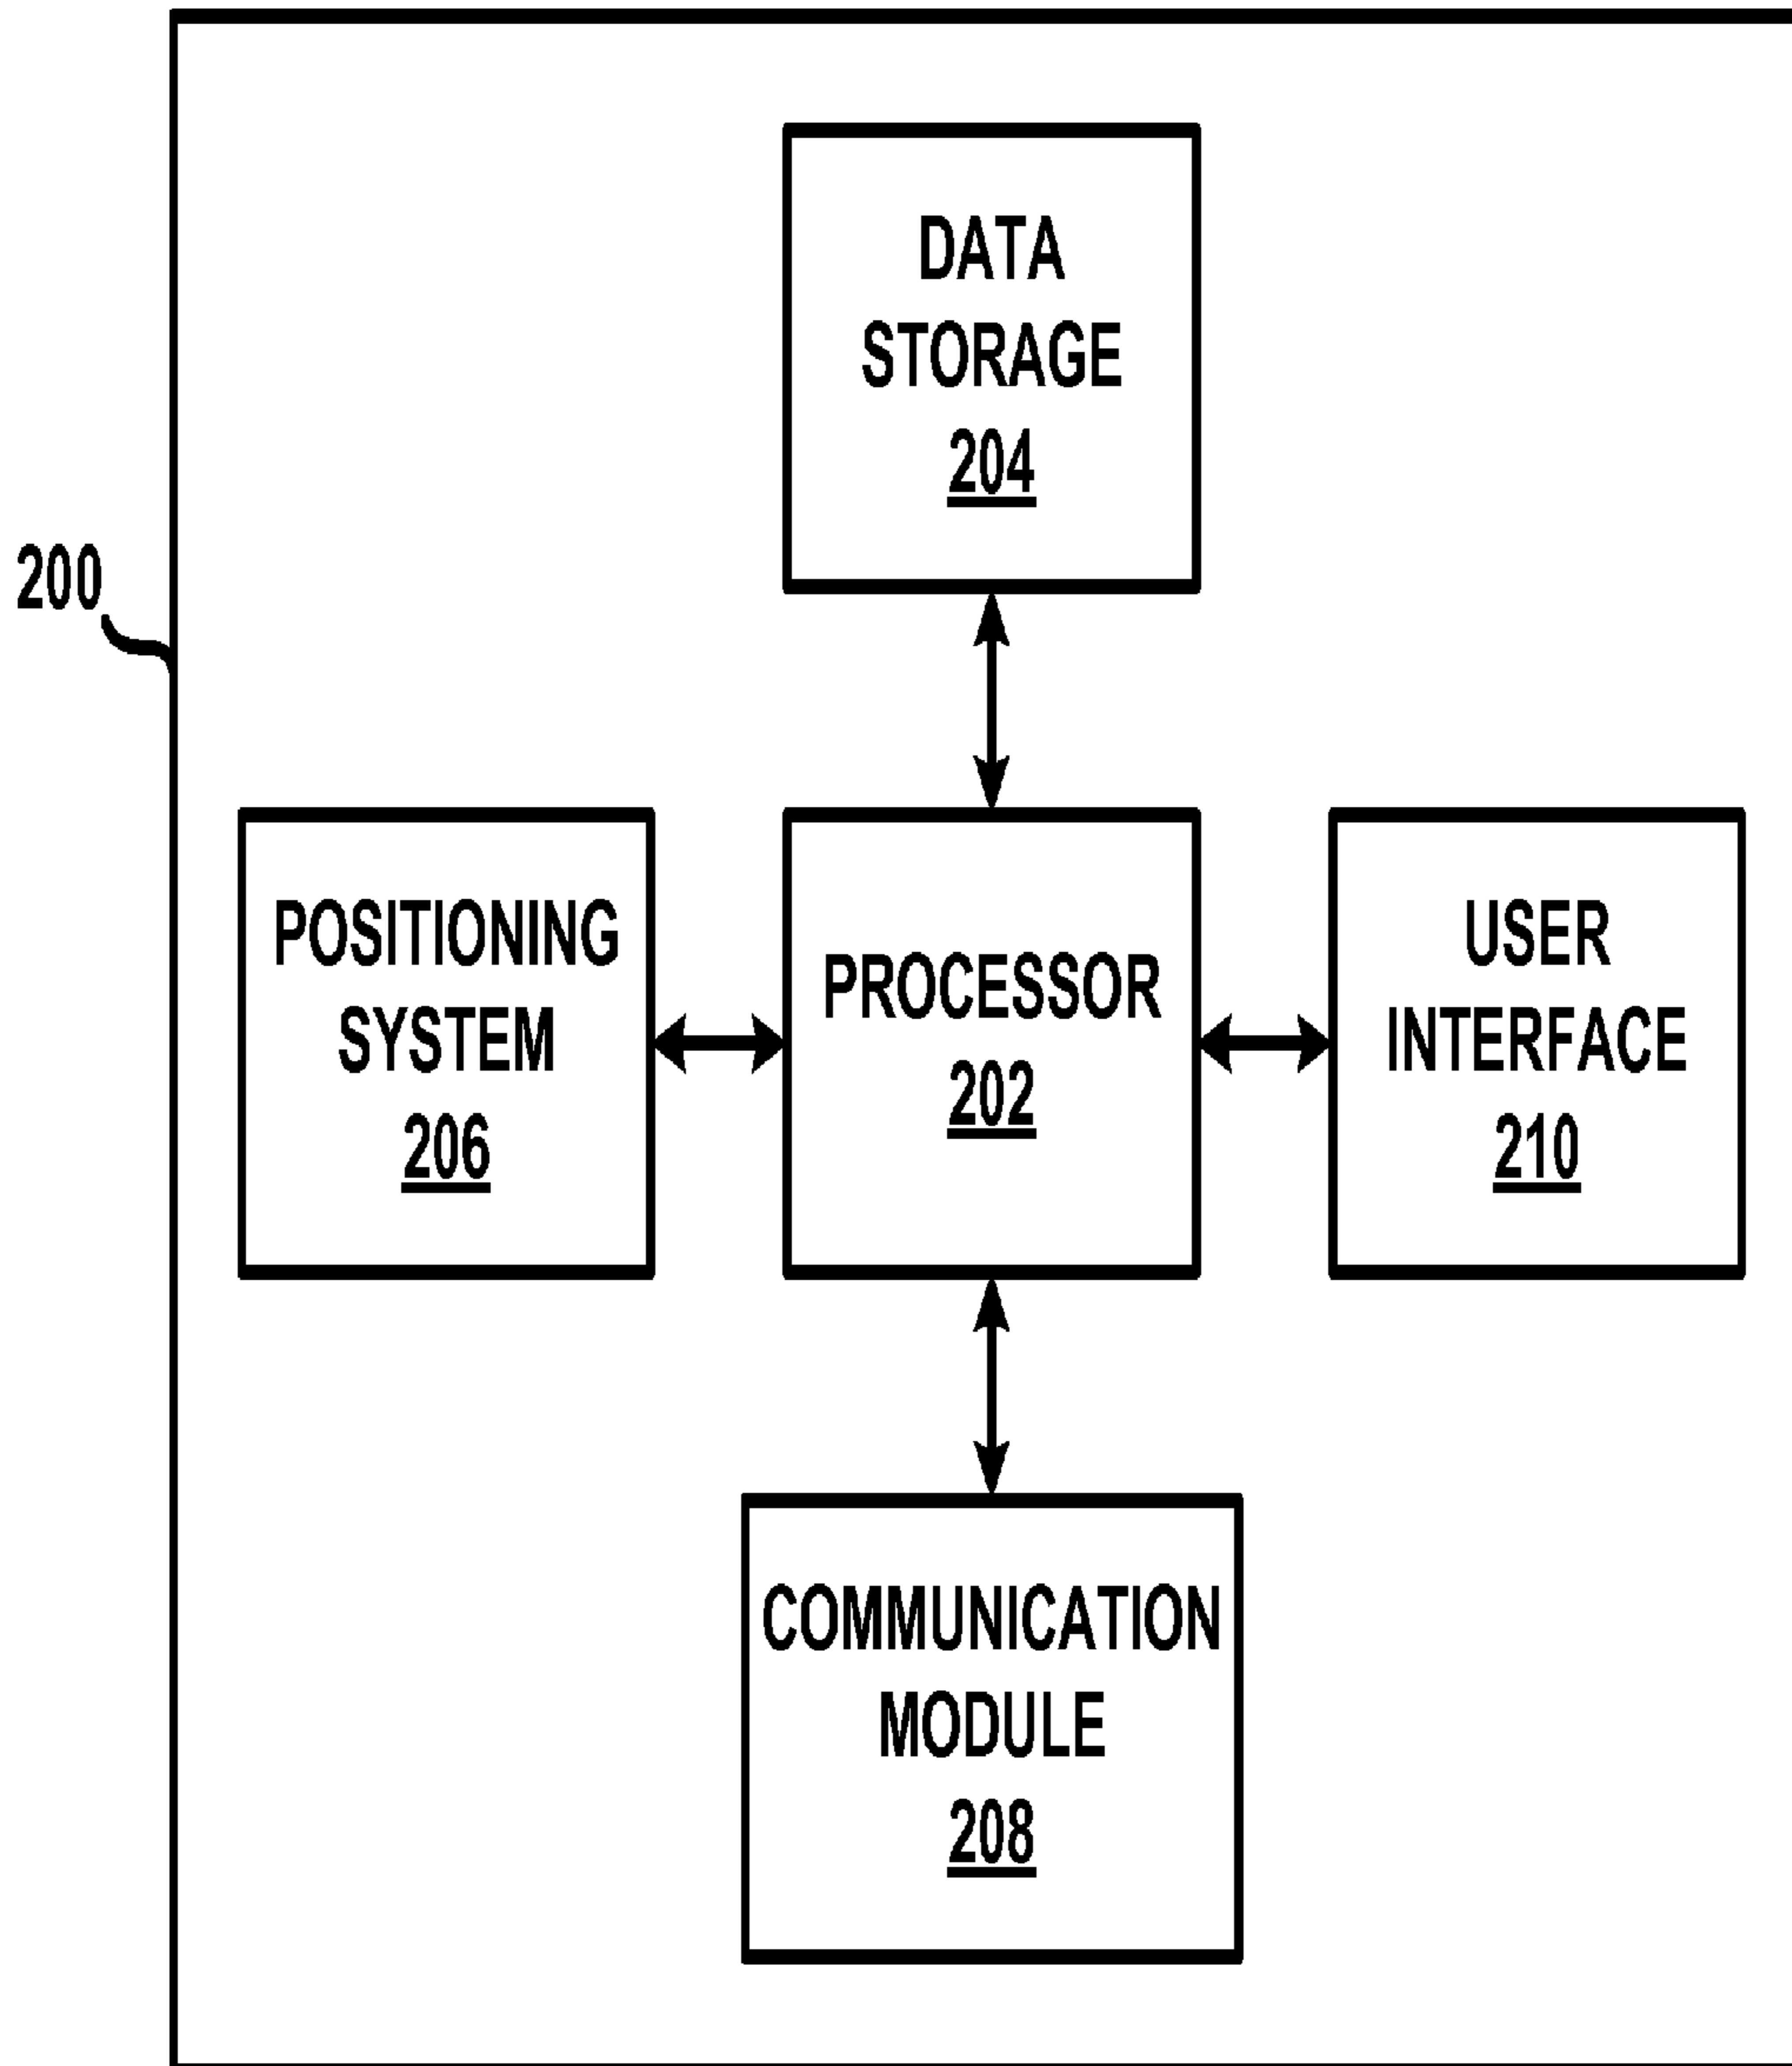 DATA
STORAGE
204
200
POSITIONING
SYSTEM
206
PROCESSOR
202
USER
INTERFACE
210
COMMUNICATION
MODULE
208